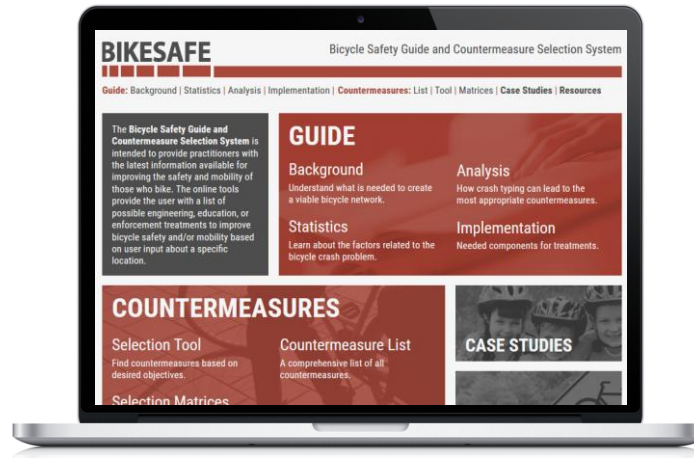 BIKESAFE
Bicycle Safety Guide and Countermeasure Selection System
Guide: Background | Statistics | Analysis | Implementation | Countermeasures: List | Tool | Matrices | Case Studies | Resources
The Bicycle Safety Guide and
Countermeasure Selection System is
intended to provide practitioners with
the latest information available for
improving the safety and mobility of
those who bike. The online tools
provide the user with a list of
possible engineering, education, or
enforcement treatments to improve
bicycle safety and/or mobility based
on user input about a specific
location.
GUIDE
Background
Understand what is needed to create
a viable bicycle network.
Statistics
Learn about the factors related to the
bicycle crash problem.
Analysis
How crash typing can lead to the
most appropriate countermeasures.
Implementation
Needed components for treatments.
COUNTERMEASURES
Selection Tool
Find countermeasures based on
desired objectives.
Selection Matrices
Countermeasure List
A comprehensive list of all
countermeasures.
CASE STUDIES